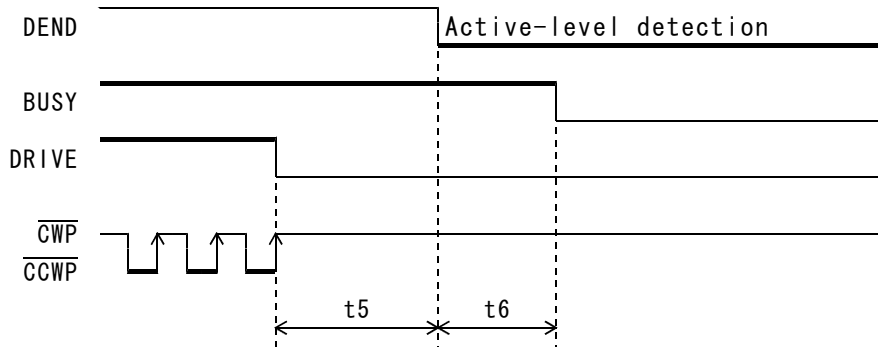 DEND
Active-level detection
BUSY
DRIVE
CWP
CCWP
t5
t6